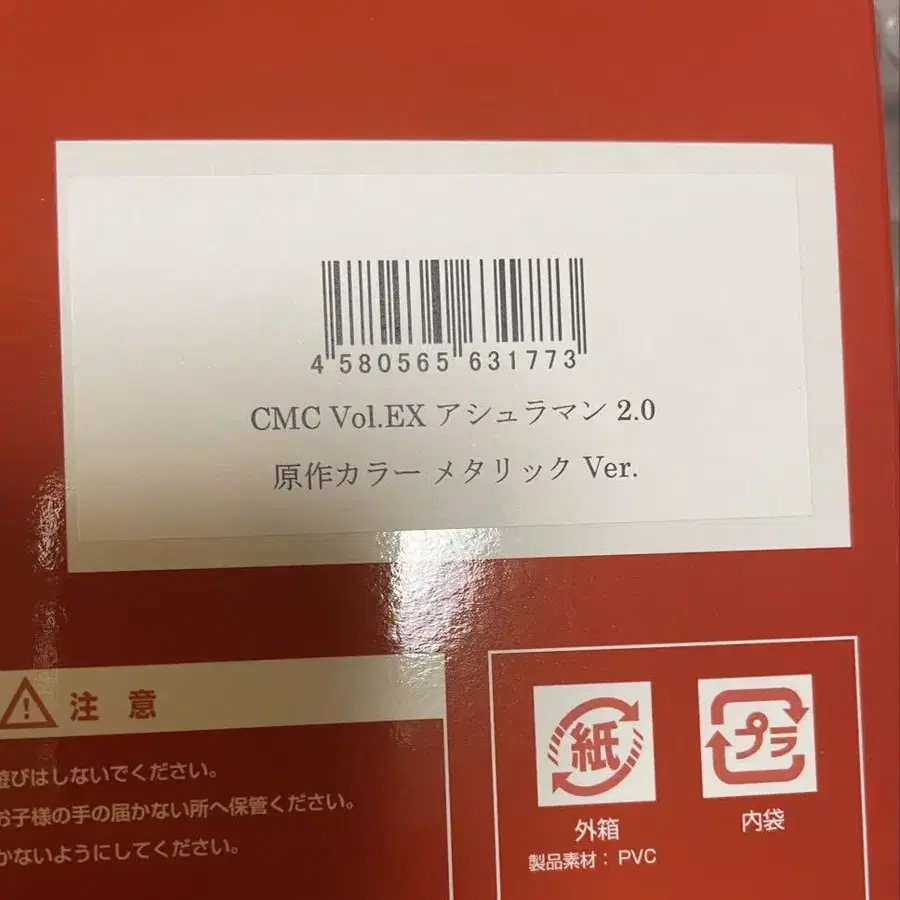 4 580565 631773
CMC Vol.EX アシュラマン 2.0
原作カラー メタリック Ver.
注 意
遊びはしないでください。
お子様の手の届かない所へ保管ください。
かないようにしてください。
紙
プラ
外箱
内袋
製品素材：PVC